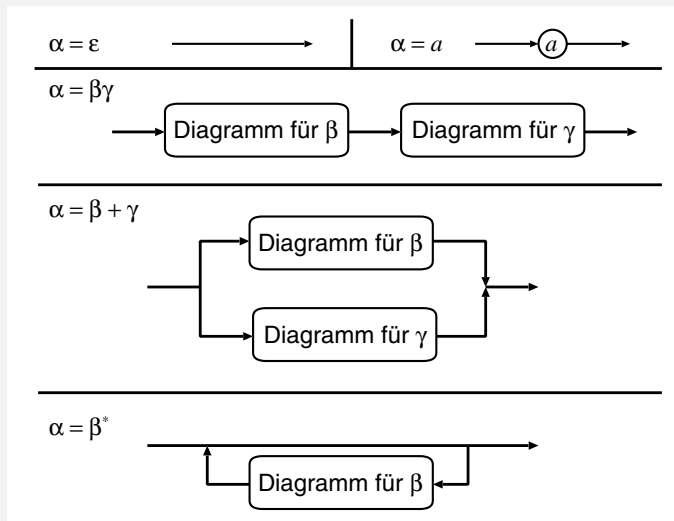 α = ε
α = a
a
α = βγ
Diagramm für β
Diagramm für γ
α = β + γ
Diagramm für β
Diagramm für γ
α = β*
Diagramm für β